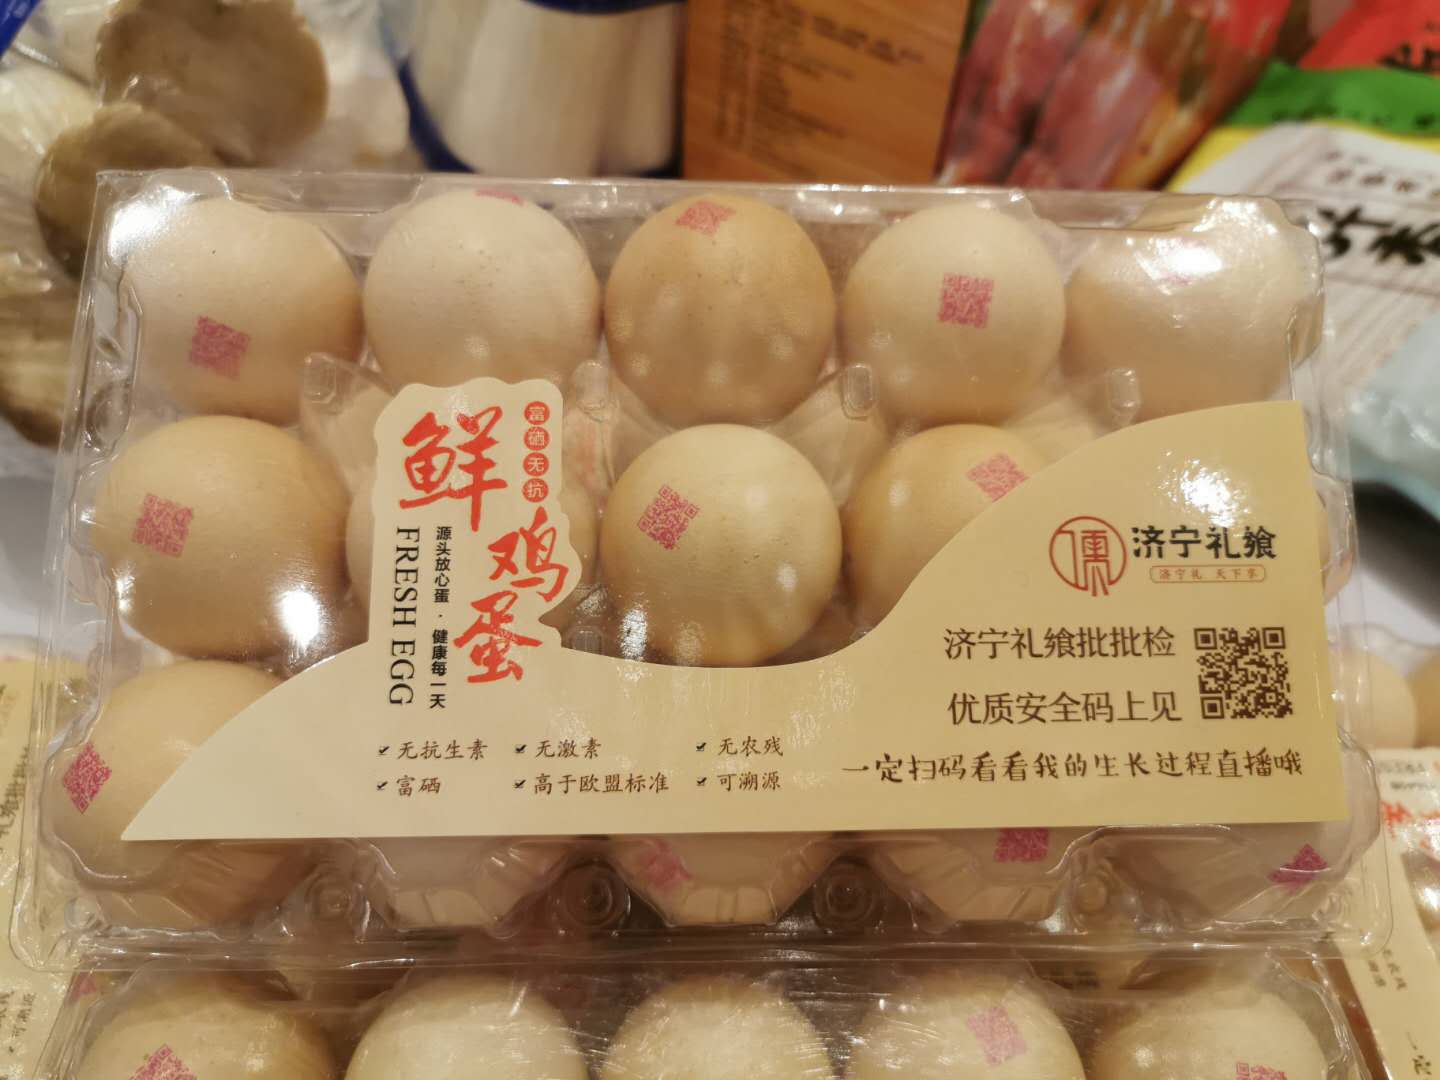 鲜鸡蛋
富硒无抗
源头放心蛋·健康每一天
FRESH EGG
无抗生素
无激素
无农残
富硒
高于欧盟标准
可溯源
济宁礼飨
济宁礼 天下享
济宁礼飨批批检
优质安全码上见
一定扫码看看我的生长过程直播哦